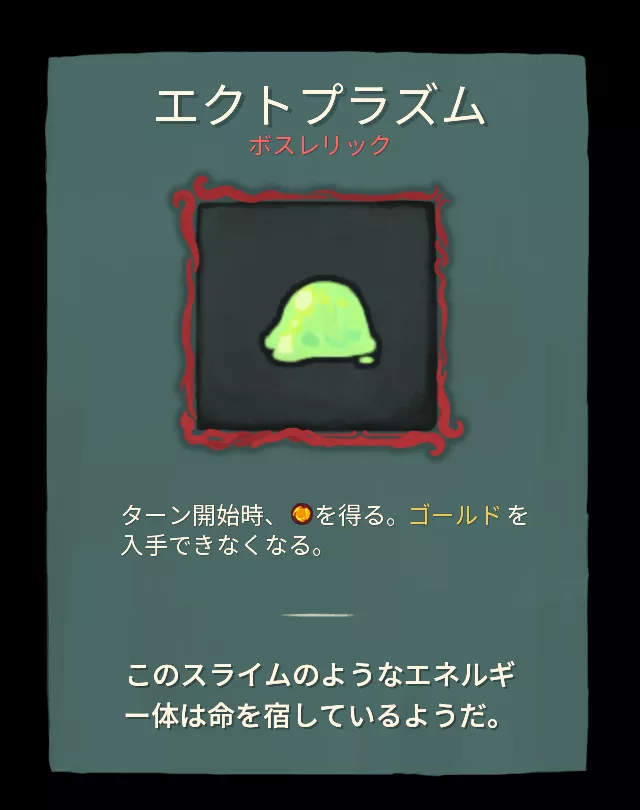 エクトプラズム
ボスレリック
ターン開始時、を得る。ゴールド を
入手できなくなる。
このスライムのようなエネルギ
ー体は命を宿しているようだ。